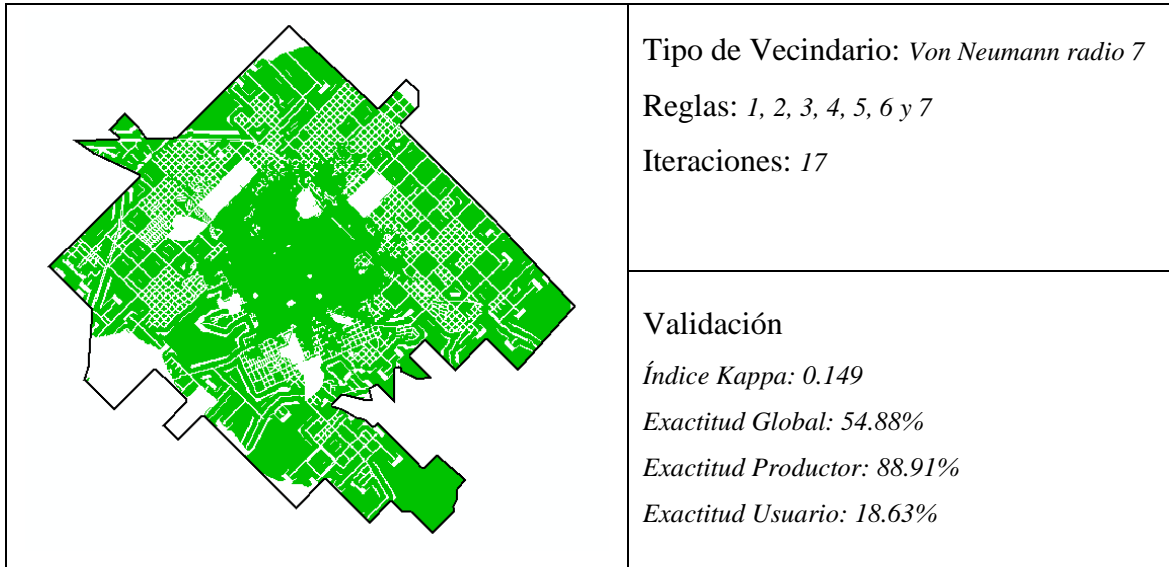 Tipo de Vecindario: Von Neumann radio 7
Reglas: 1, 2, 3, 4, 5, 6 y 7
Iteraciones: 17
Validación
Índice Kappa: 0.149
Exactitud Global: 54.88%
Exactitud Productor: 88.91%
Exactitud Usuario: 18.63%